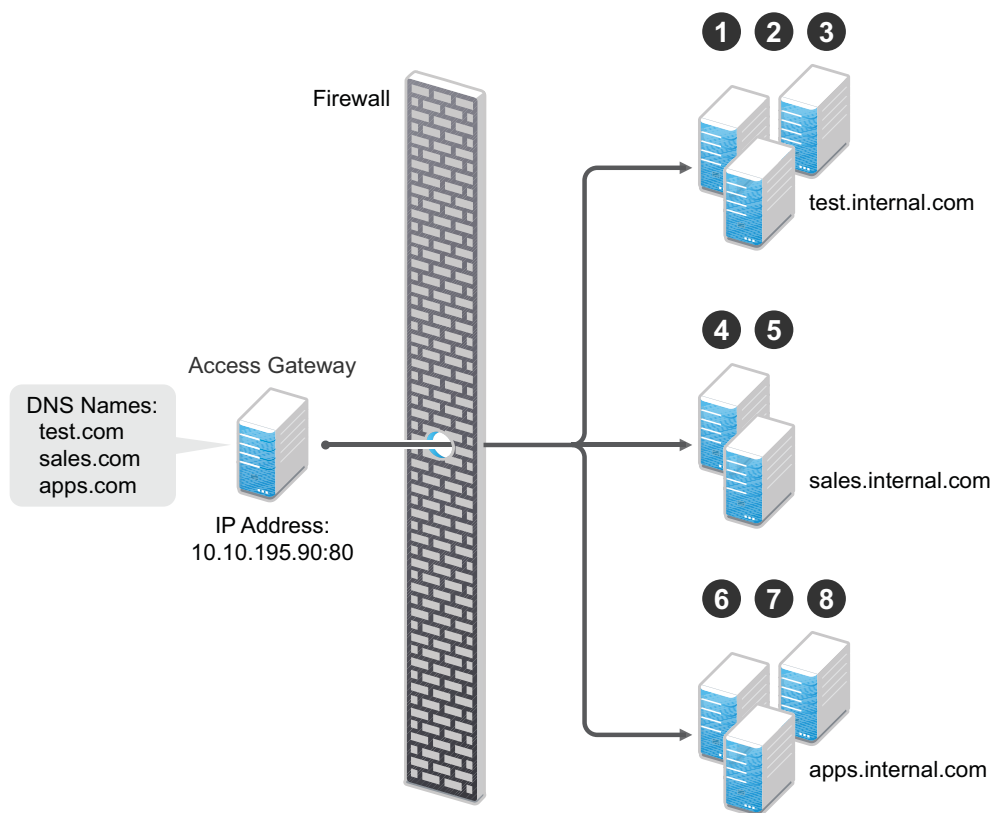 1 2 3
Firewall
test.internal.com
4 5
Access Gateway
DNS Names:
test.com
sales.com
apps.com
sales.internal.com
IP Address:
10.10.195.90:80
6 7 8
apps.internal.com